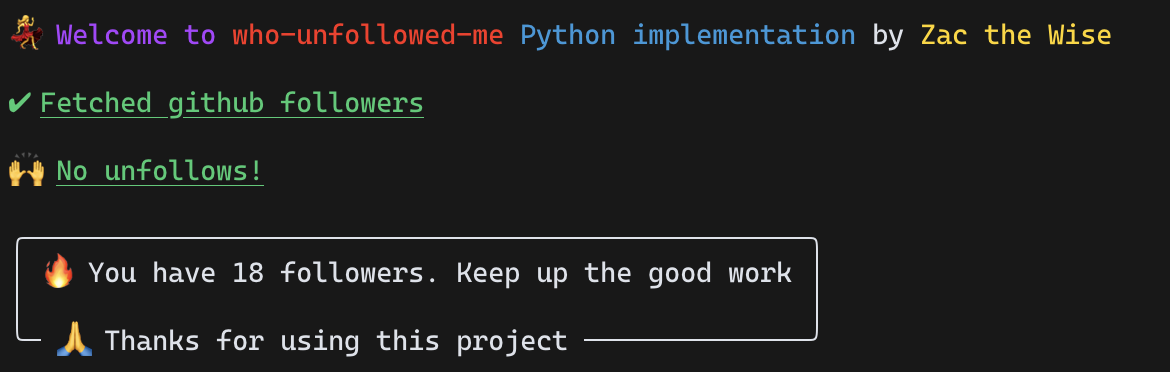 💃 Welcome to who-unfollowed-me Python implementation by Zac the Wise
✔ Fetched github followers
🙌 No unfollows!
🔥 You have 18 followers. Keep up the good work
🙏 Thanks for using this project